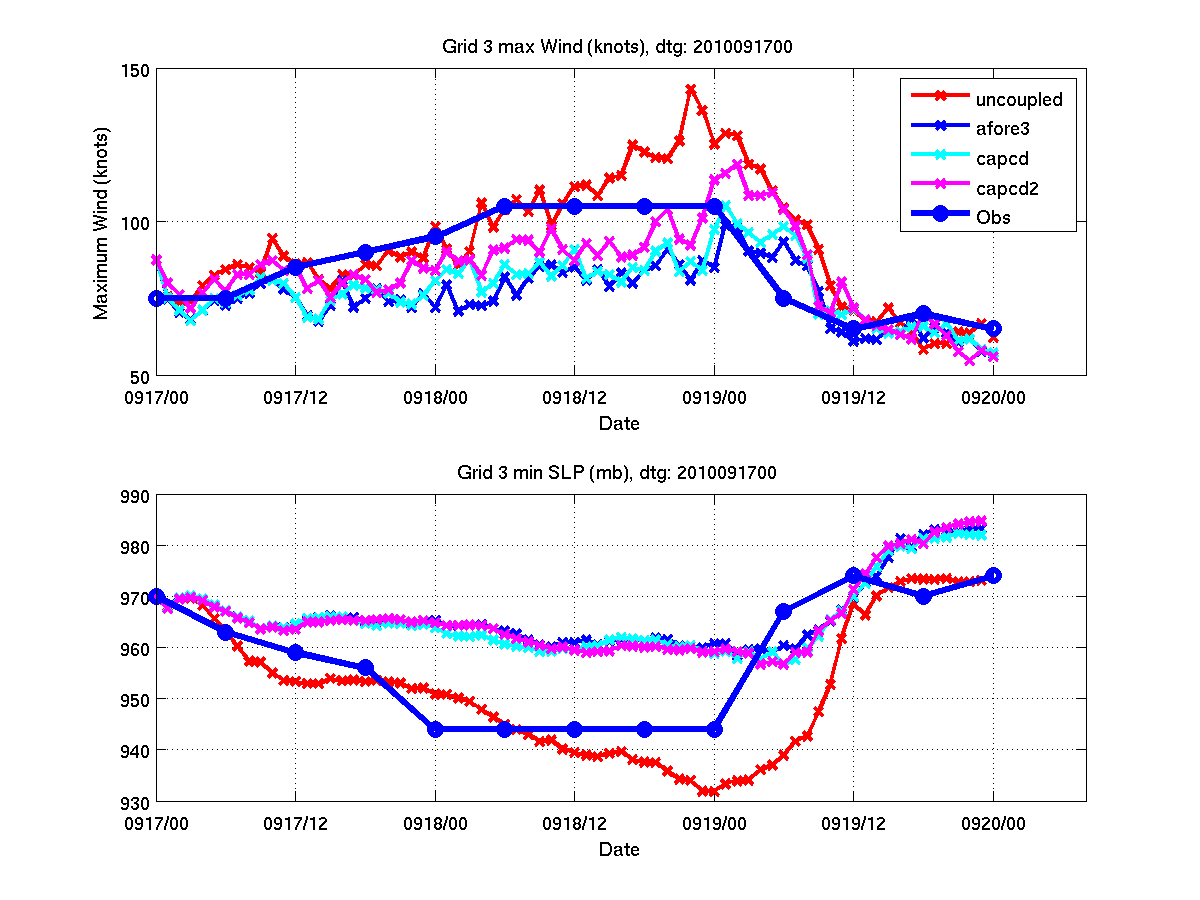 Grid 3 max Wind (knots), dtg: 2010091700
150
100
50
Maximum Wind (knots)
uncoupled
afore3
capcd
capcd2
Obs
0917/00 0917/12 0918/00 0918/12 0919/00 0919/12 0920/00
Date
Grid 3 min SLP (mb), dtg: 2010091700
990
980
970
960
950
940
930
0917/00 0917/12 0918/00 0918/12 0919/00 0919/12 0920/00
Date